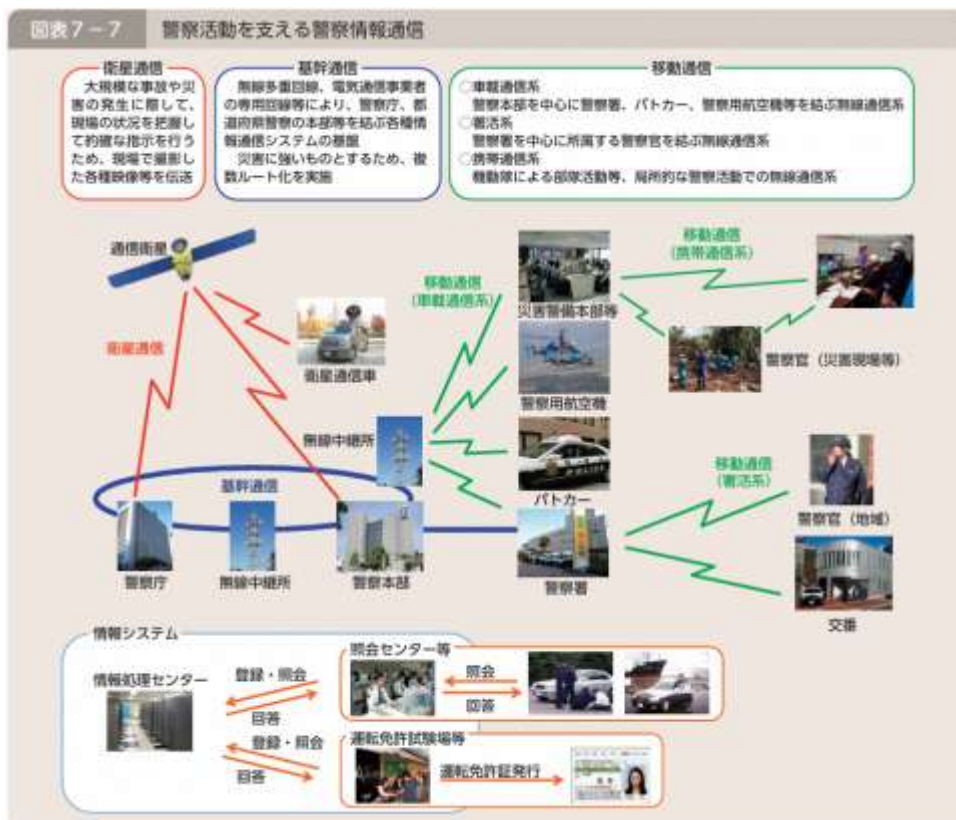 図表7-7 警察活動を支える警察情報通信
衛星通信
大規模な事故や災
害の発生に際して、
現場の状況を把握し
て的確な指示を行う
ため、現場で撮影し
た各種映像等を伝送
基幹通信
無線多重回線、電気通信事業者
の専用回線等により、警察庁、都
道府県警察の本部等を結ぶ各種情
報通信システムの基盤
災害に強いものとするため、複
数ルート化を実施
移動通信
○車載通信系
警察本部を中心に警察署、パトカー、警察用航空機等を結ぶ無線通信系
○署活系
警察署を中心に所属する警察官を結ぶ無線通信系
○携帯通信系
機動隊による部隊活動等、局所的な警察活動での無線通信系
通信衛星
衛星通信
衛星通信車
移動通信
(車載通信系)
災害警備本部等
移動通信
(携帯通信系)
警察官(災害現場等)
警察用航空機
無線中継所
パトカー
移動通信
(署活系)
警察官(地域)
基幹通信
警察庁
無線中継所
警察本部
警察署
交番
情報システム
情報処理センター
登録・照会
回答
照会センター等
照会
回答
登録・照会
回答
運転免許試験場等
運転免許証発行